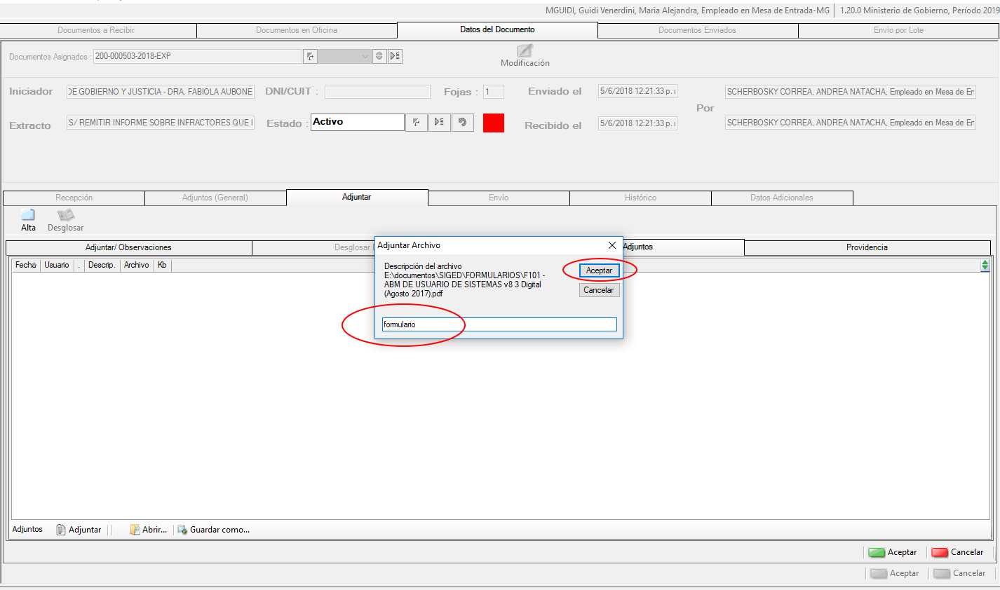 MGUIDI, Guidi Venerdini, Maria Alejandra, Empleado en Mesa de Entrada-MG 1.20.0 Ministerio de Gobierno, Período 2019
Documentos a Recibir Documentos en Oficina Datos del Documento Documentos Enviados Envio por Lote
Documentos Asignados : 200-000503-2018-EXP
Modificación
Iniciador DE GOBIERNO Y JUSTICIA - DRA. FABIOLA AUBONE DNI/CUIT : Fojas : 1 Enviado el 5/6/2018 12:21:33 p. SCHERBOSKY CORREA, ANDREA NATACHA, Empleado en Mesa de
Por
Extracto S/ REMITIR INFORME SOBRE INFRACTORES QUE Estado : Activo Recibido el 5/6/2018 12:21:33 p. SCHERBOSKY CORREA, ANDREA NATACHA, Empleado en Mesa de
Recepción Adjuntos (General) Adjuntar Envío Histórico Datos Adicionales
Alta Desglosar
Adjuntar/ Observaciones Desglosar Adjuntos Providencia
Fecha Usuario . Descrip. Archivo Kb
Adjuntar Archivo
Descripción del archivo
E:\documentos\SIGED\FORMULARIOS\F101 -
ABM DE USUARIO DE SISTEMAS v8 3 Digital
(Agosto 2017).pdf
Aceptar
Cancelar
formulario
Adjuntos Adjuntar Abrir... Guardar como...
Aceptar Cancelar
Aceptar Cancelar